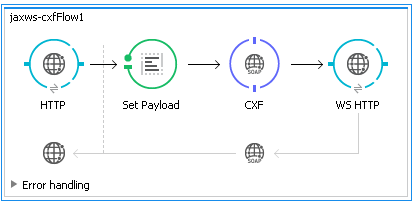 jaxws-cxfFlow1
HTTP
Set Payload
CXF
WS HTTP
SOAP
SOAP
Error handling